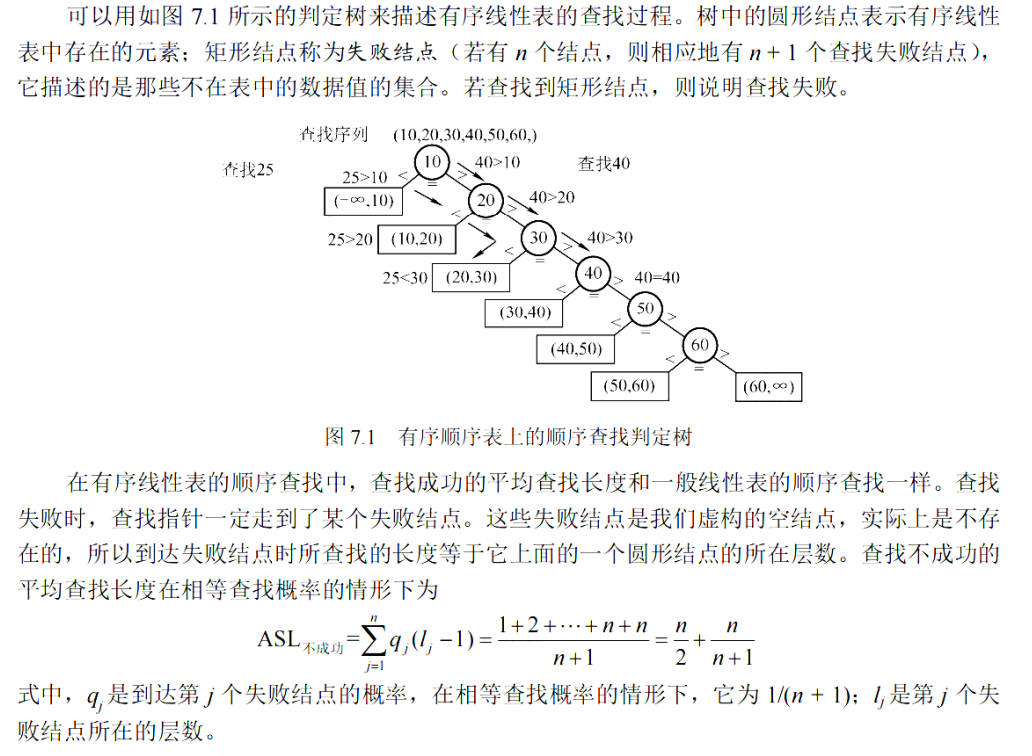 可以用如图 7.1 所示的判定树来描述有序线性表的查找过程。树中的圆形结点表示有序线性
表中存在的元素；矩形结点称为失败结点（若有 n 个结点，则相应地有 n + 1 个查找失败结点），
它描述的是那些不在表中的数据值的集合。若查找到矩形结点，则说明查找失败。
查找序列 (10,20,30,40,50,60,)
查找25
10
40>10
查找40
25>10 < = >
(−∞,10)
20
40>20
< >
25>20
(10,20)
30
40>30
< = >
25<30
(20,30)
40
40=40
< = >
(30,40)
50
< = >
(40,50)
60
< = >
(50,60)
(60,∞)
图 7.1 有序顺序表上的顺序查找判定树
在有序线性表的顺序查找中，查找成功的平均查找长度和一般线性表的顺序查找一样。查找
失败时，查找指针一定走到了某个失败结点。这些失败结点是我们虚构的空结点，实际上是不存
在的，所以到达失败结点时所查找的长度等于它上面的一个圆形结点的所在层数。查找不成功的
平均查找长度在相等查找概率的情形下为
ASL不成功=∑_{j=1}^{n} q_j(l_j −1) = (1+2+⋯+n+n)/(n+1) = n/2 + n/(n+1)
式中，q_j 是到达第 j 个失败结点的概率，在相等查找概率的情形下，它为 1/(n + 1)；l_j 是第 j 个失
败结点所在的层数。